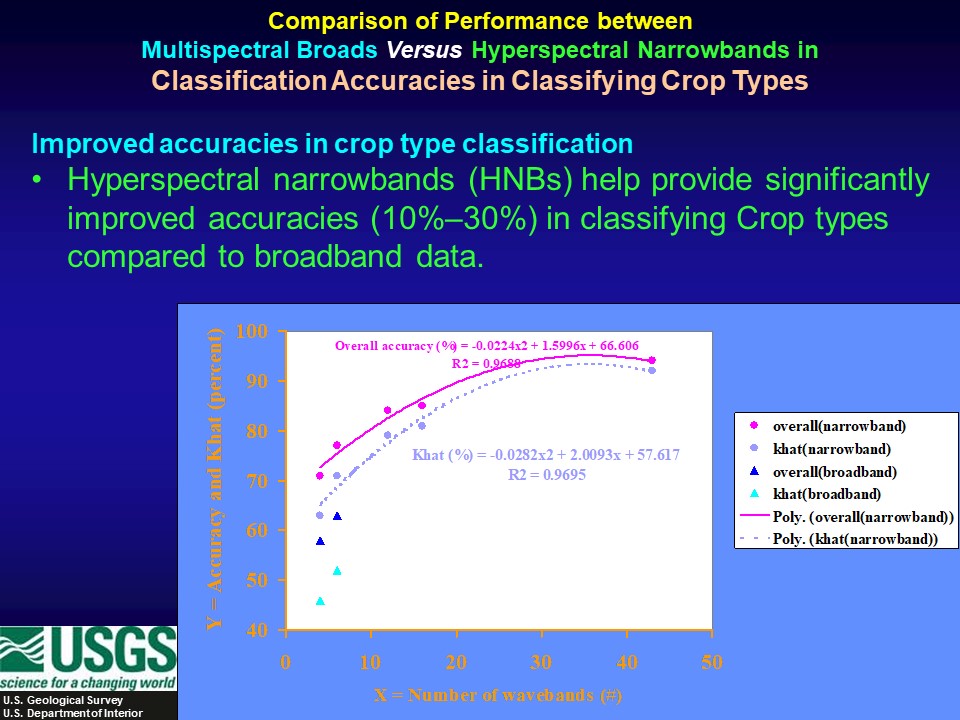 Comparison of Performance between
Multispectral Broads Versus Hyperspectral Narrowbands in
Classification Accuracies in Classifying Crop Types
Improved accuracies in crop type classification
• Hyperspectral narrowbands (HNBs) help provide significantly
improved accuracies (10%–30%) in classifying Crop types
compared to broadband data.
Y = Accuracy and Khat (percent)
100
90
80
70
60
50
40
Overall accuracy (%) = -0.0224x2 + 1.5996x + 66.606
R2 = 0.9688
Khat (%) = -0.0282x2 + 2.0093x + 57.617
R2 = 0.9695
0 10 20 30 40 50
X = Number of wavebands (#)
overall(narrowband)
khat(narrowband)
overall(broadband)
khat(broadband)
Poly. (overall(narrowband))
Poly. (khat(narrowband))
USGS
science for a changing world
U.S. Geological Survey
U.S. Department of Interior